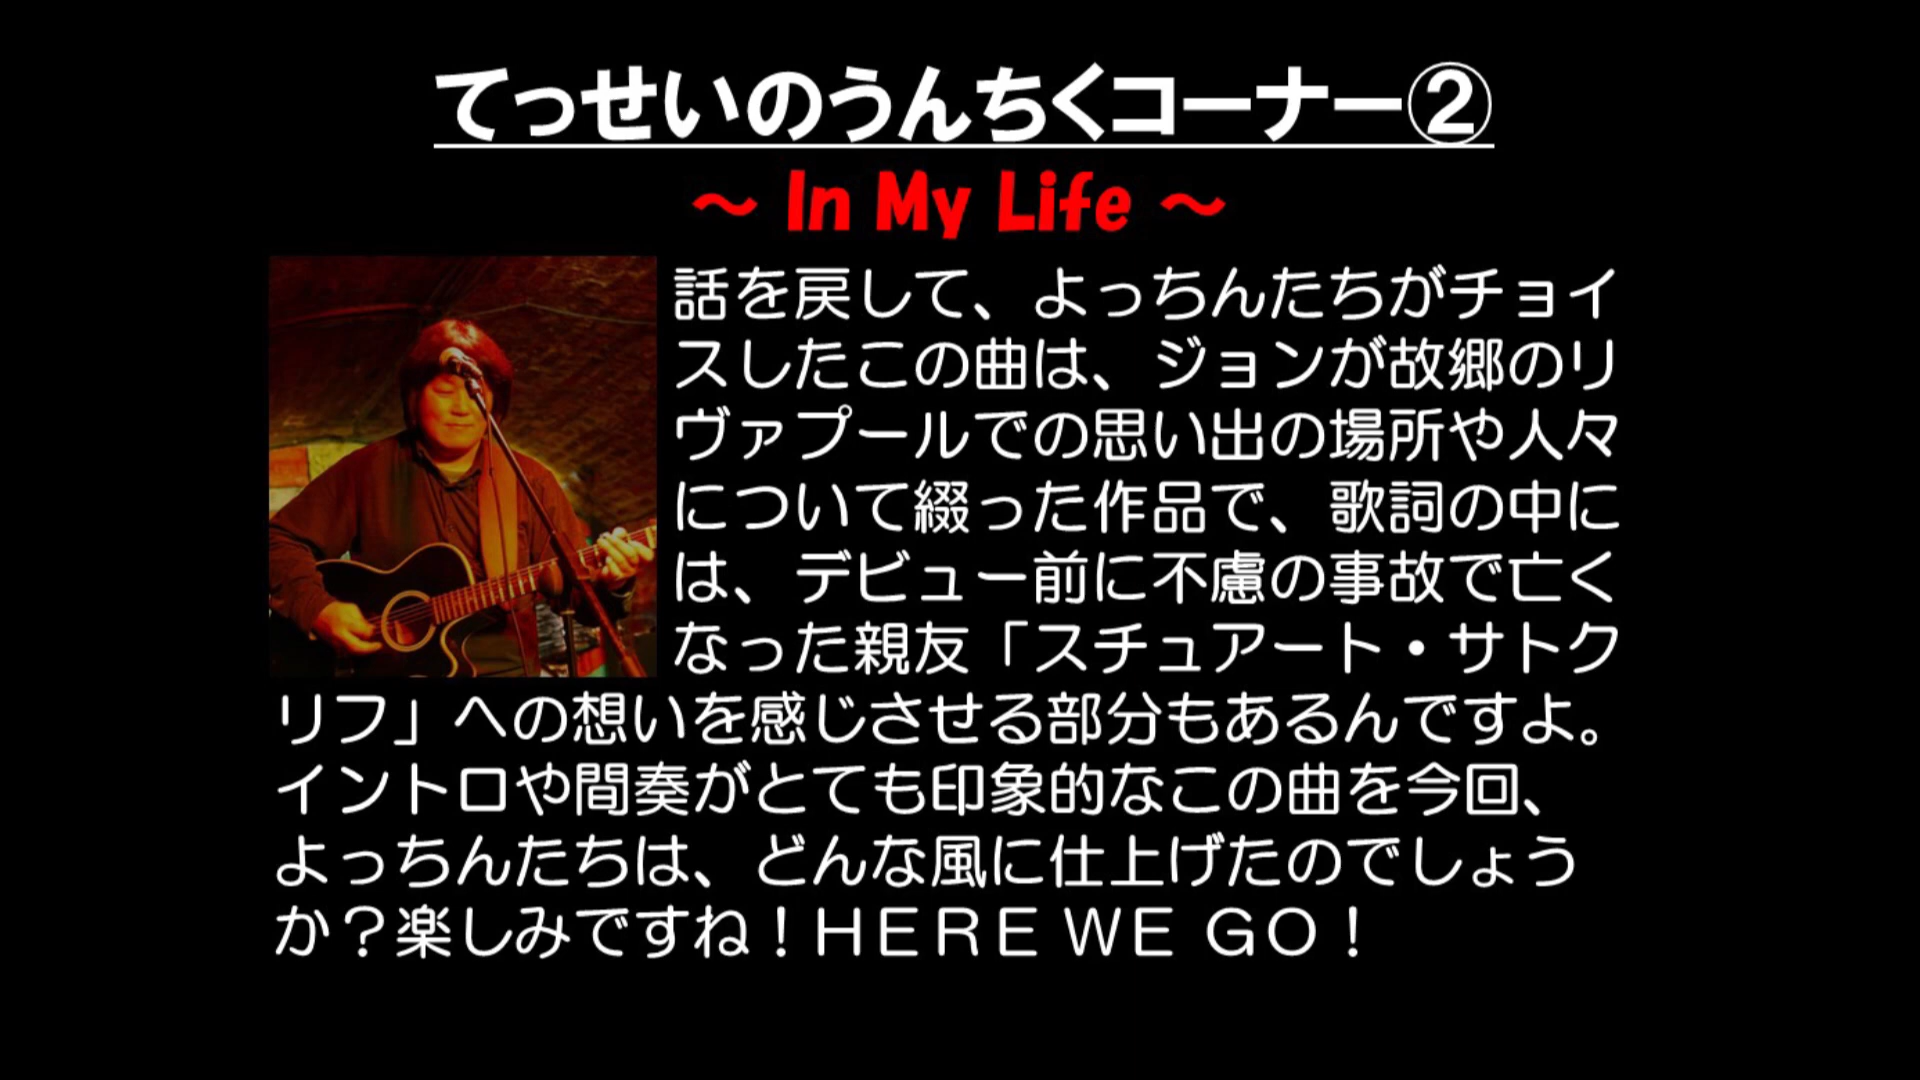 てっせいのうんちくコーナー②
～ In My Life ～
話を戻して、よっちんたちがチョイ
スしたこの曲は、ジョンが故郷のリ
ヴァプールでの思い出の場所や人々
について綴った作品で、歌詞の中に
は、デビュー前に不慮の事故で亡く
なった親友「スチュアート・サトク
リフ」への想いを感じさせる部分もあるんですよ。
イントロや間奏がとても印象的なこの曲を今回、
よっちんたちは、どんな風に仕上げたのでしょう
か？楽しみですね！ＨＥＲＥ ＷＥ ＧＯ！